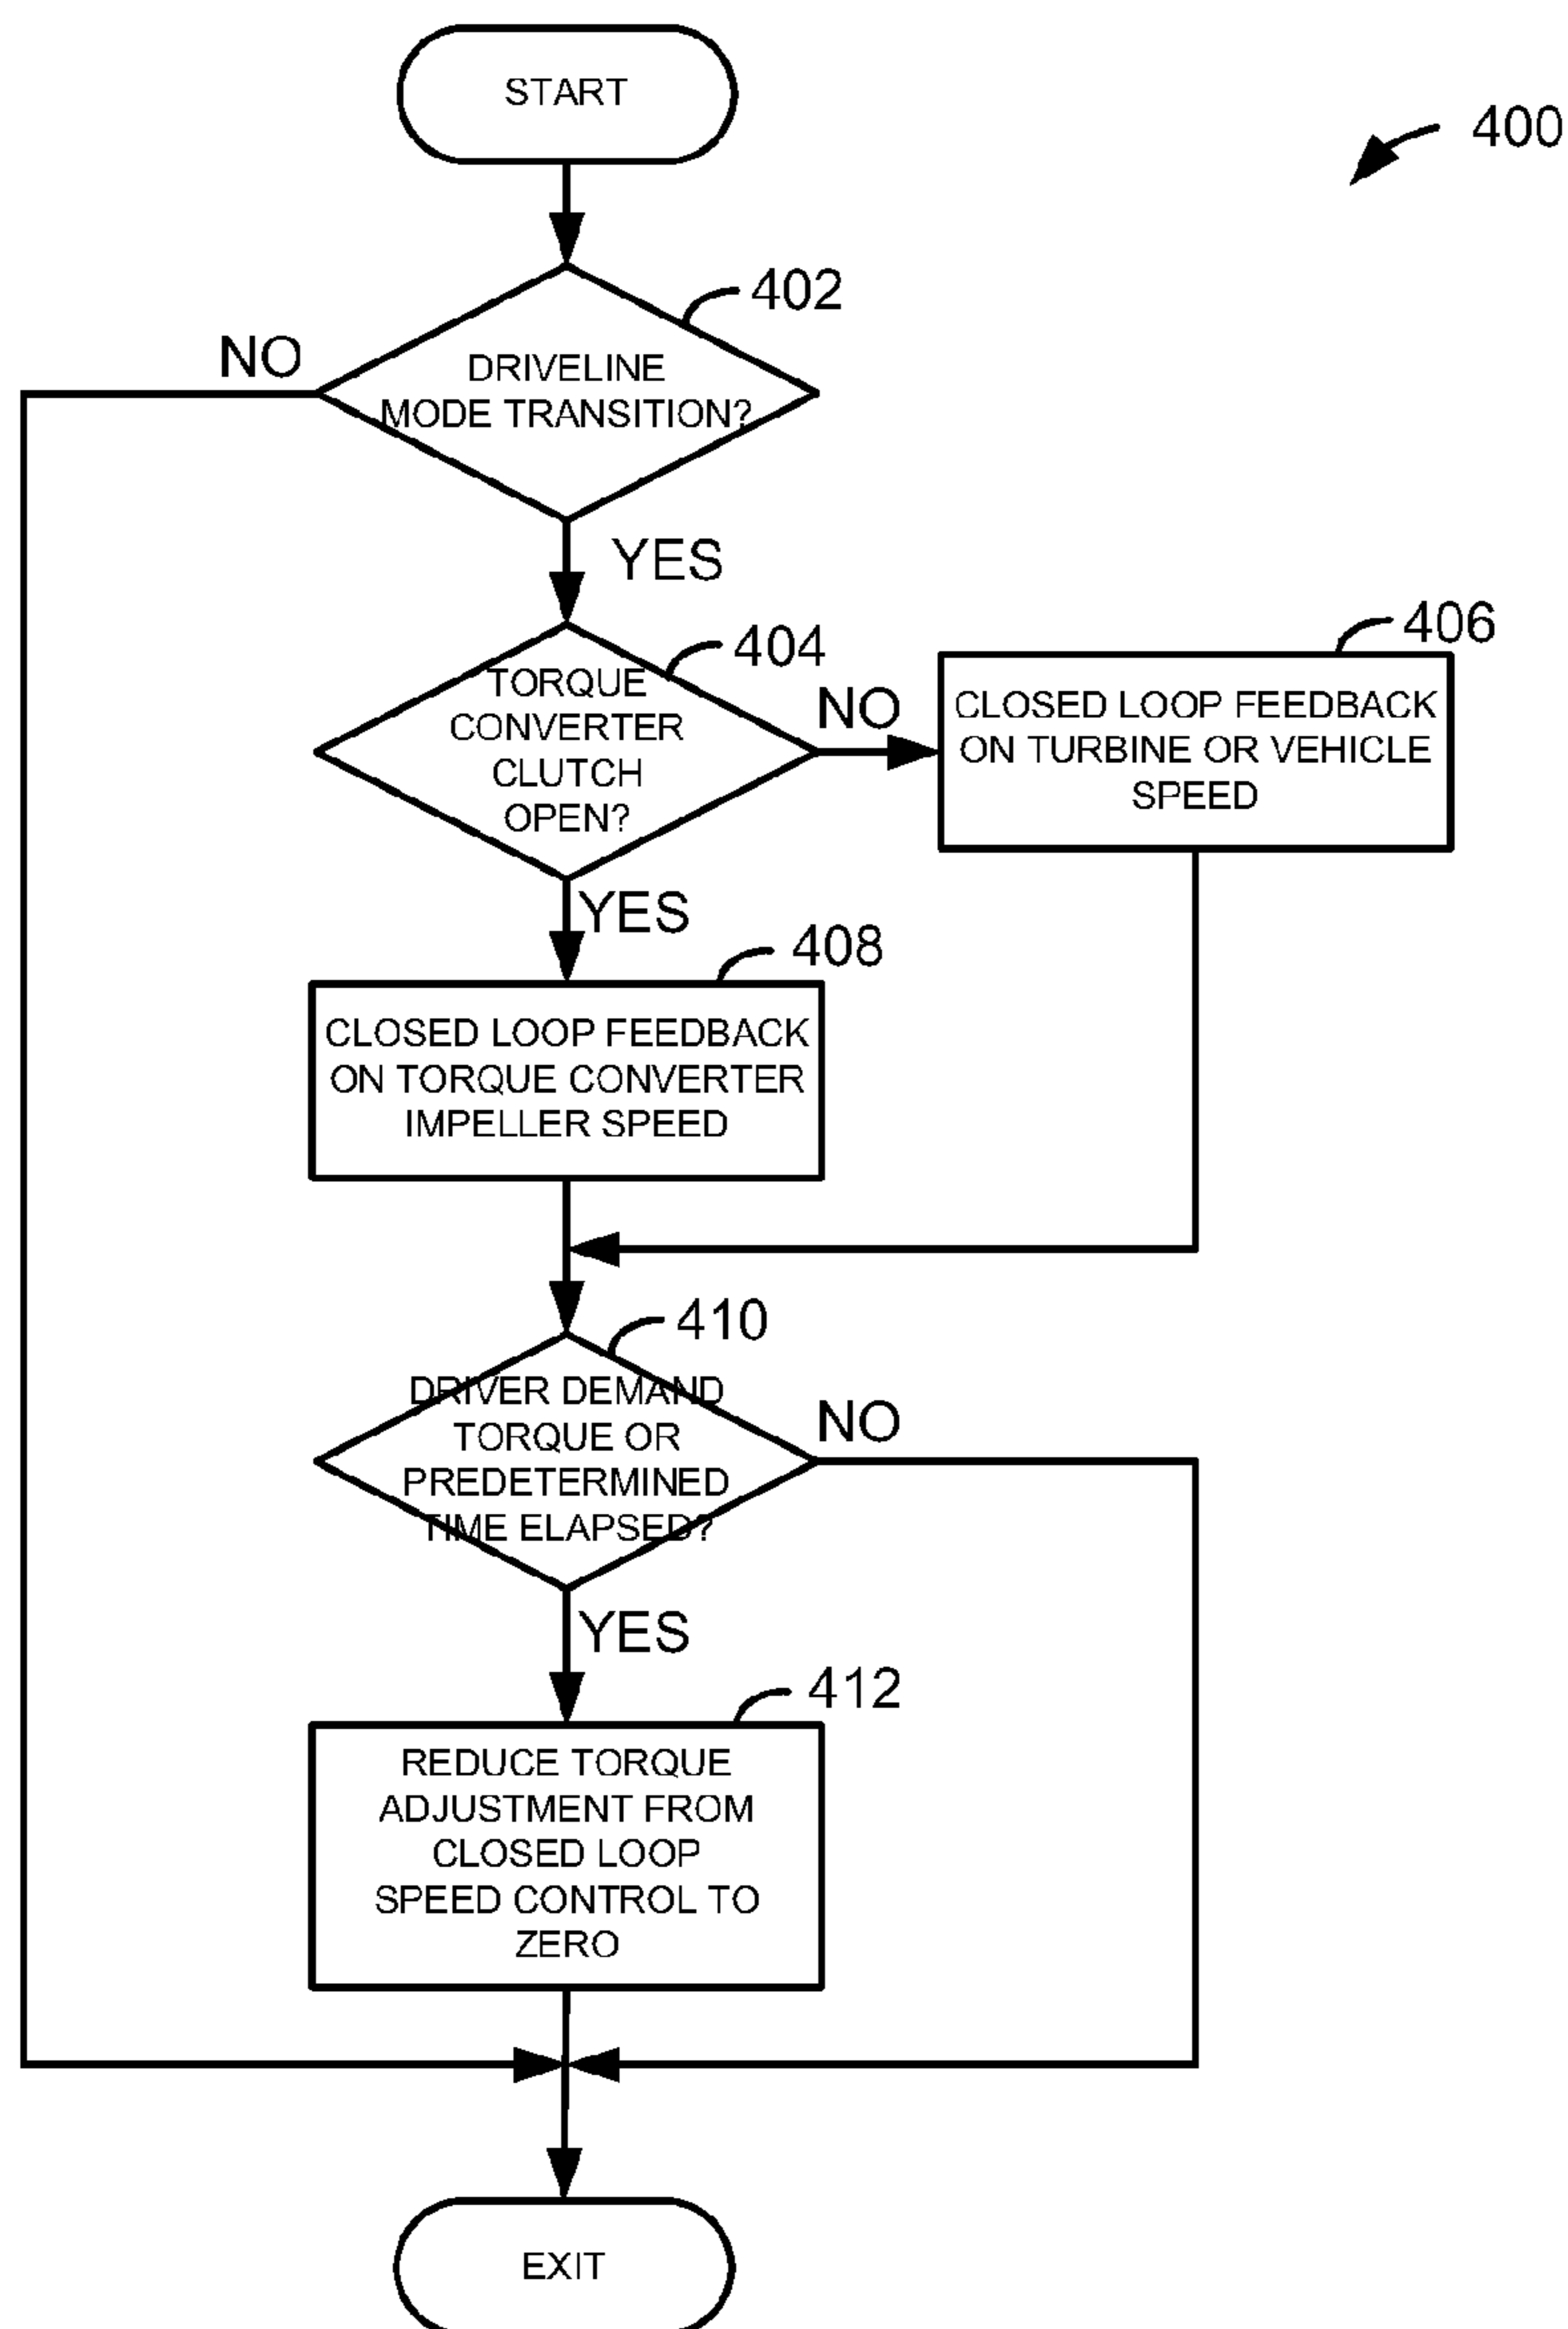 START
400
402
NO
DRIVELINE
MODE TRANSITION?
YES
404
TORQUE
CONVERTER
CLUTCH
OPEN?
NO
406
CLOSED LOOP FEEDBACK
ON TURBINE OR VEHICLE
SPEED
YES
408
CLOSED LOOP FEEDBACK
ON TORQUE CONVERTER
IMPELLER SPEED
410
DRIVER DEMAND
TORQUE OR
PREDETERMINED
TIME ELAPSED?
NO
YES
412
REDUCE TORQUE
ADJUSTMENT FROM
CLOSED LOOP
SPEED CONTROL TO
ZERO
EXIT